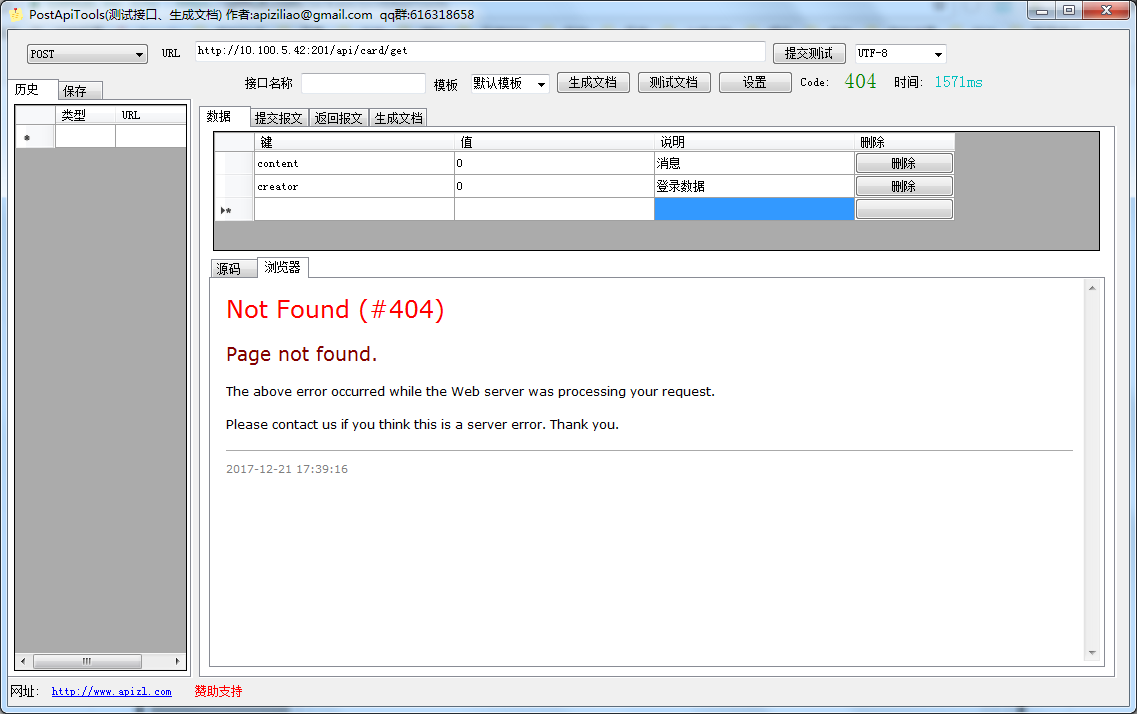 PostApiTools(测试接口、生成文档) 作者:apiziliao@gmail.com  qq群:616318658
POST URL http://10.100.5.42:201/api/card/get 提交测试 UTF-8
接口名称 模板 默认模板 生成文档 测试文档 设置 Code: 404 时间: 1571ms
历史 保存
类型 URL
数据 提交报文 返回报文 生成文档
键 值 说明 删除
content 0 消息 删除
creator 0 登录数据 删除
源码 浏览器
Not Found (#404)
Page not found.
The above error occurred while the Web server was processing your request.
Please contact us if you think this is a server error. Thank you.
2017-12-21 17:39:16
网址: http://www.apizl.com 赞助支持